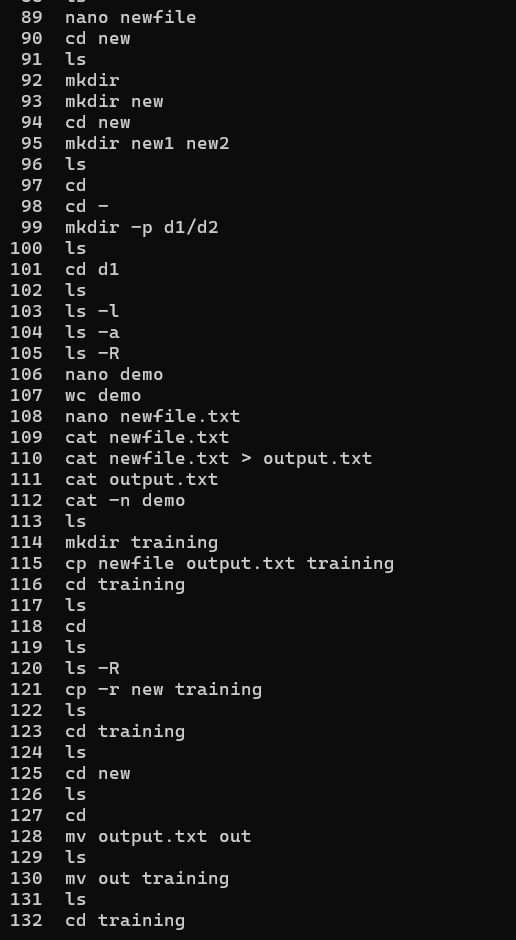 89 nano newfile
90 cd new
91 ls
92 mkdir
93 mkdir new
94 cd new
95 mkdir new1 new2
96 ls
97 cd
98 cd -
99 mkdir -p d1/d2
100 ls
101 cd d1
102 ls
103 ls -l
104 ls -a
105 ls -R
106 nano demo
107 wc demo
108 nano newfile.txt
109 cat newfile.txt
110 cat newfile.txt > output.txt
111 cat output.txt
112 cat -n demo
113 ls
114 mkdir training
115 cp newfile output.txt training
116 cd training
117 ls
118 cd
119 ls
120 ls -R
121 cp -r new training
122 ls
123 cd training
124 ls
125 cd new
126 ls
127 cd
128 mv output.txt out
129 ls
130 mv out training
131 ls
132 cd training